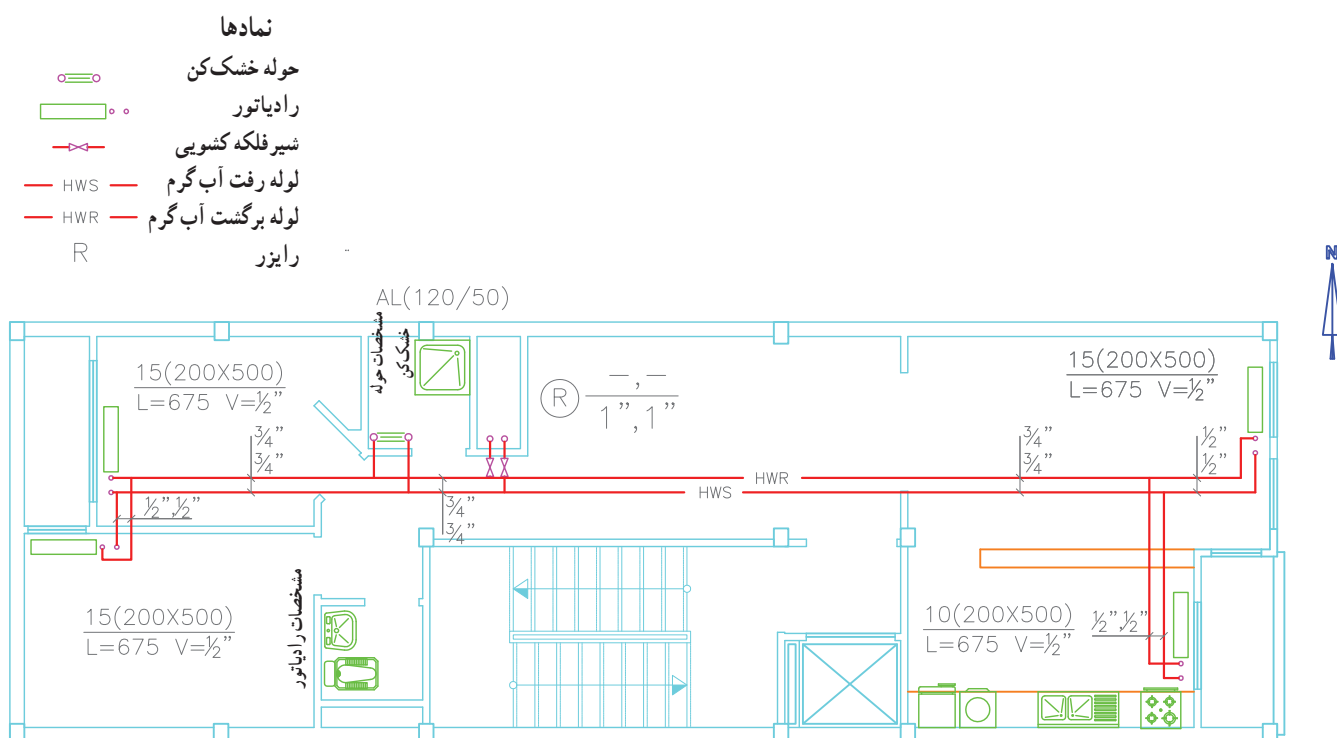 نمادها
حوله خشک‌کن
رادیاتور
شیرفلکه کشویی
HWS لوله رفت آب گرم
HWR لوله برگشت آب گرم
R رایزر
N
AL(120/50)
مشخصات حوله
خشک‌کن
15(200X500)
L=675 V=½”
R
–,–
1”,1”
15(200X500)
L=675 V=½”
¾”
¾”
¾”
¾”
½”
½”
HWR
HWS
½”,½”
¾”
¾”
مشخصات رادیاتور
15(200X500)
L=675 V=½”
10(200X500)
L=675 V=½”
½”,½”